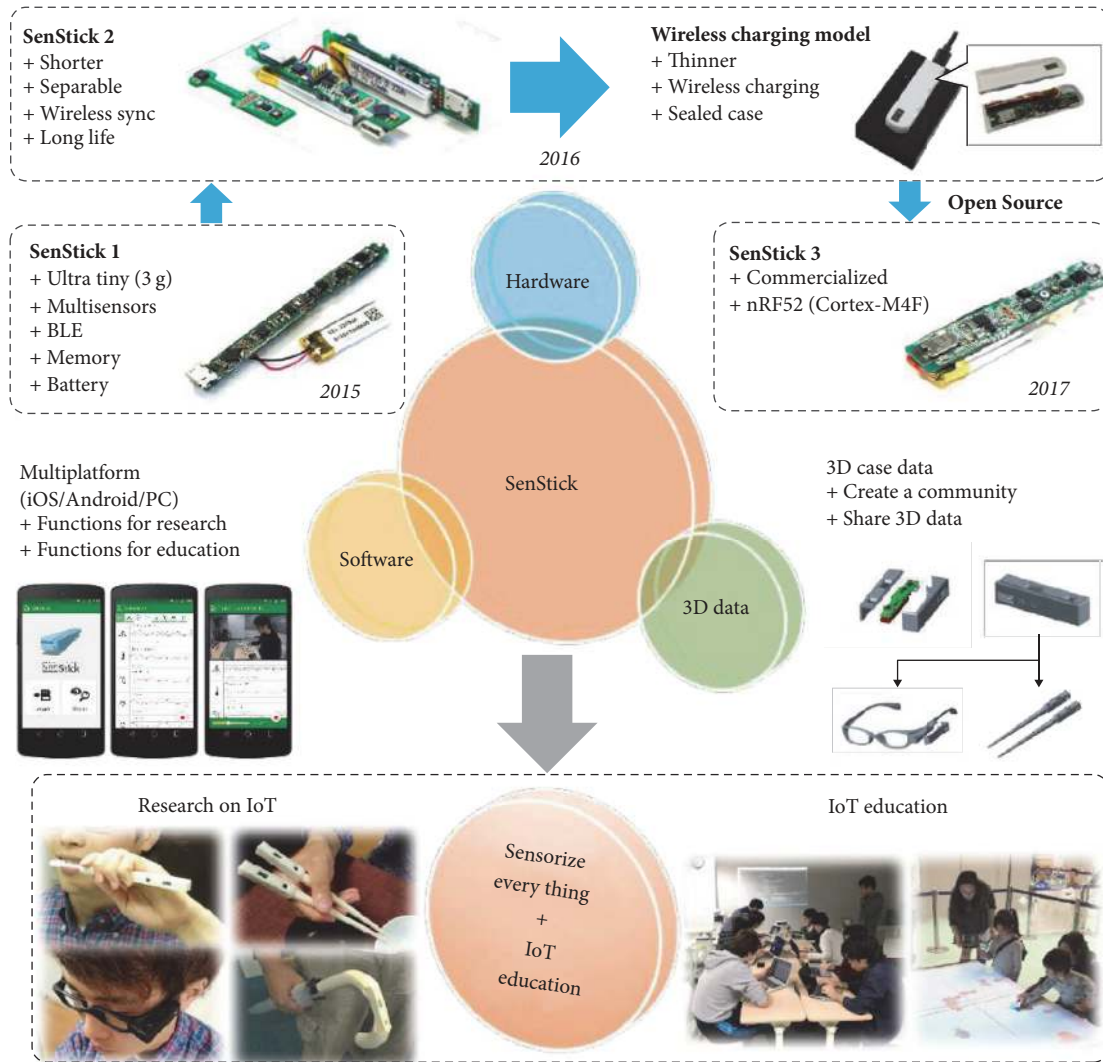 SenStick 2
+ Shorter
+ Separable
+ Wireless sync
+ Long life
2016
Wireless charging model
+ Thinner
+ Wireless charging
+ Sealed case
Open Source
SenStick 1
+ Ultra tiny (3 g)
+ Multisensors
+ BLE
+ Memory
+ Battery
2015
Hardware
SenStick 3
+ Commercialized
+ nRF52 (Cortex-M4F)
2017
SenStick
Software
3D data
Multiplatform
(iOS/Android/PC)
+ Functions for research
+ Functions for education
SenStick
3D case data
+ Create a community
+ Share 3D data
Research on IoT
Sensorize
every thing
+
IoT
education
IoT education